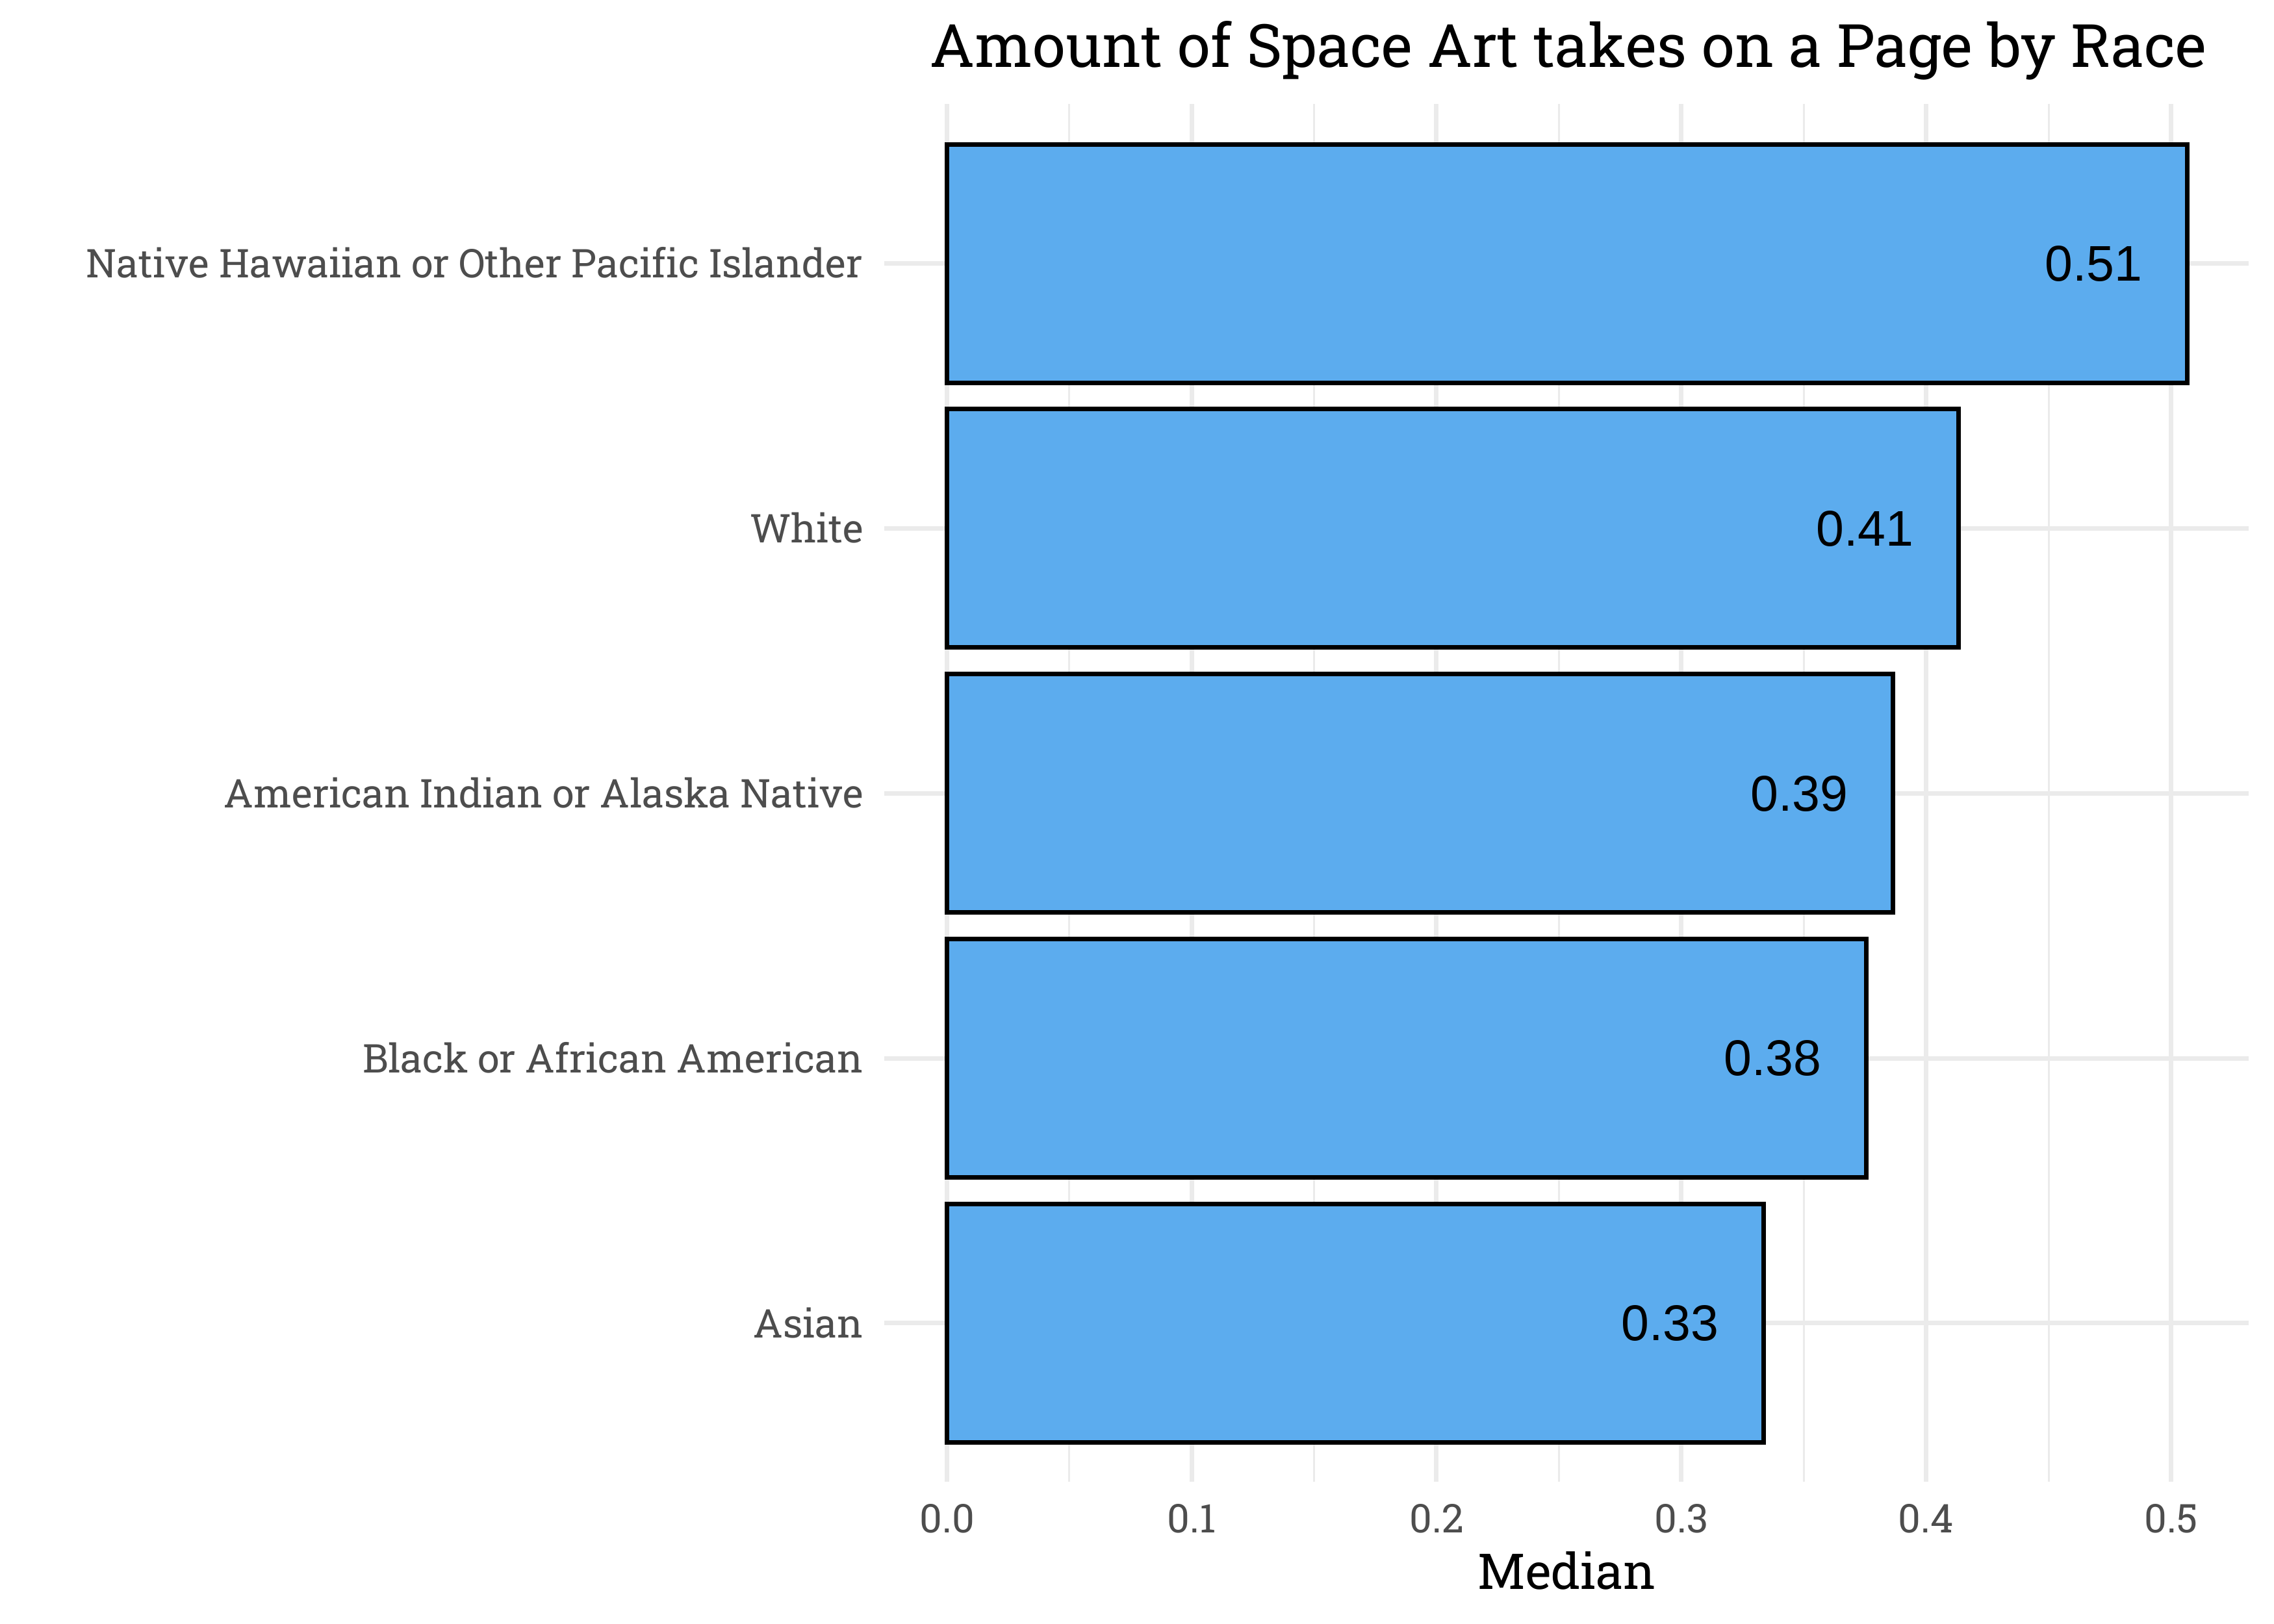 Amount of Space Art takes on a Page by Race
Native Hawaiian or Other Pacific Islander
0.51
White
0.41
American Indian or Alaska Native
0.39
Black or African American
0.38
Asian
0.33
0.0 0.1 0.2 0.3 0.4 0.5
Median